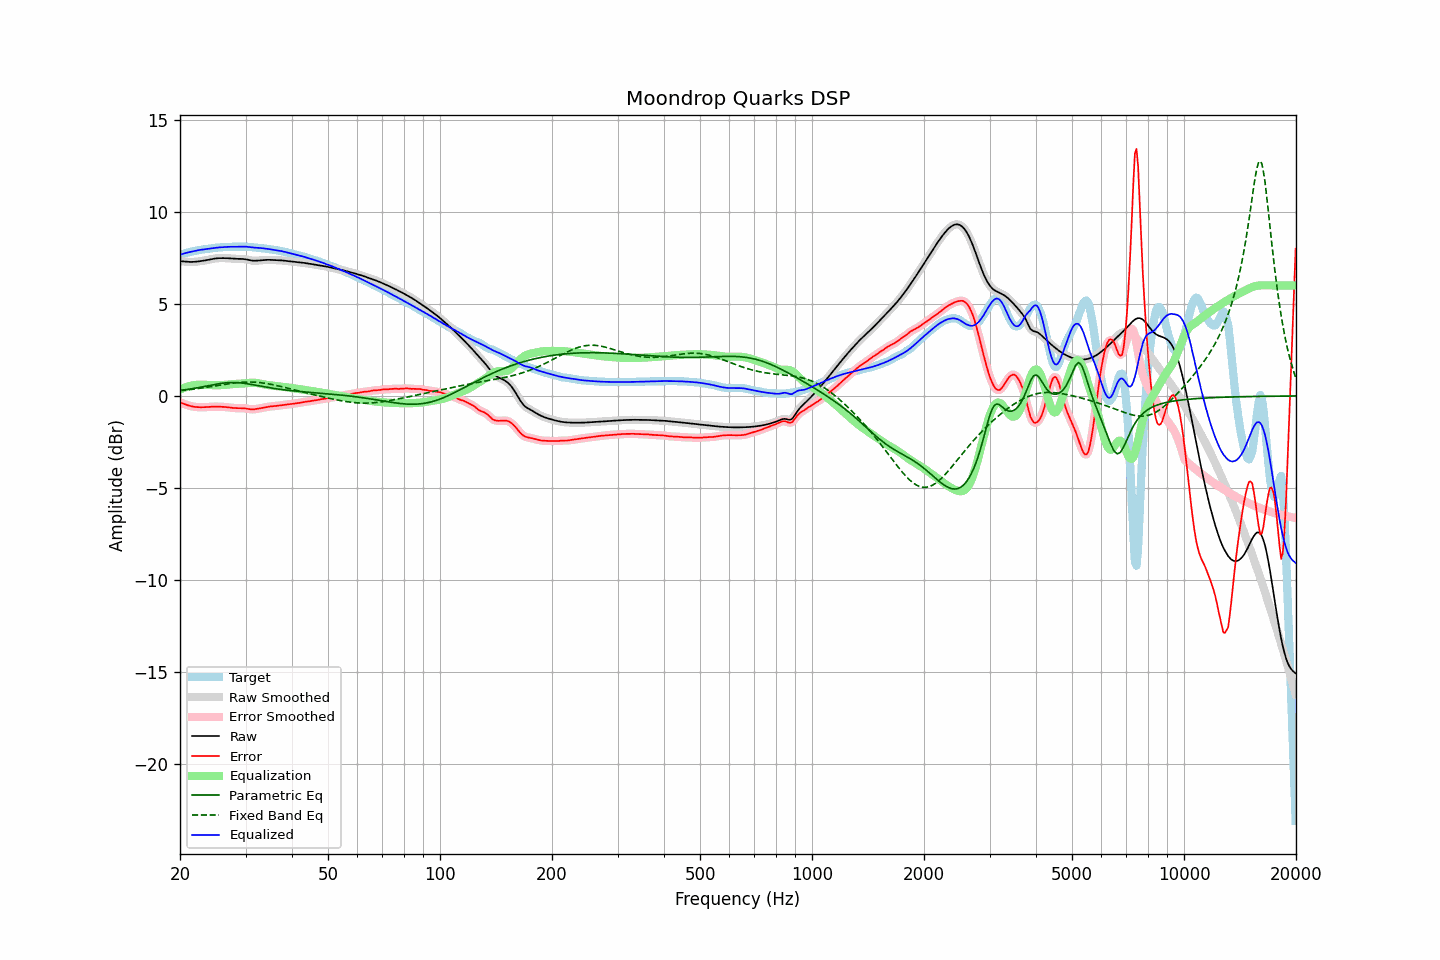 Moondrop Quarks DSP
Amplitude (dBr)
15
10
5
0
−5
−10
−15
−20
Target
Raw Smoothed
Error Smoothed
Raw
Error
Equalization
Parametric Eq
Fixed Band Eq
Equalized
20 50 100 200 500 1000 2000 5000 10000 20000
Frequency (Hz)